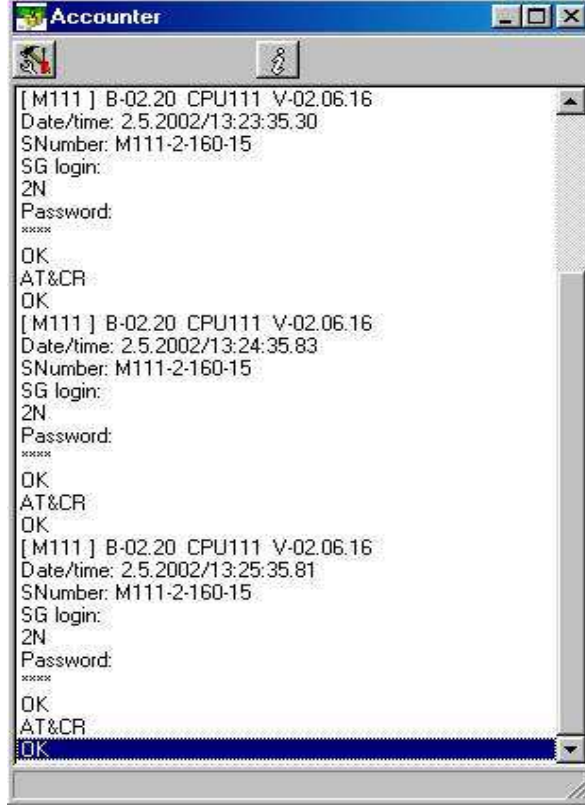 Accounter
[ M111 ] B-02.20 CPU111 V-02.06.16
Date/time: 2.5.2002/13:23:35.30
SNumber: M111-2-160-15
SG login:
2N
Password:
****
OK
AT&CR
OK
[ M111 ] B-02.20 CPU111 V-02.06.16
Date/time: 2.5.2002/13:24:35.83
SNumber: M111-2-160-15
SG login:
2N
Password:
****
OK
AT&CR
OK
[ M111 ] B-02.20 CPU111 V-02.06.16
Date/time: 2.5.2002/13:25:35.81
SNumber: M111-2-160-15
SG login:
2N
Password:
****
OK
AT&CR
OK